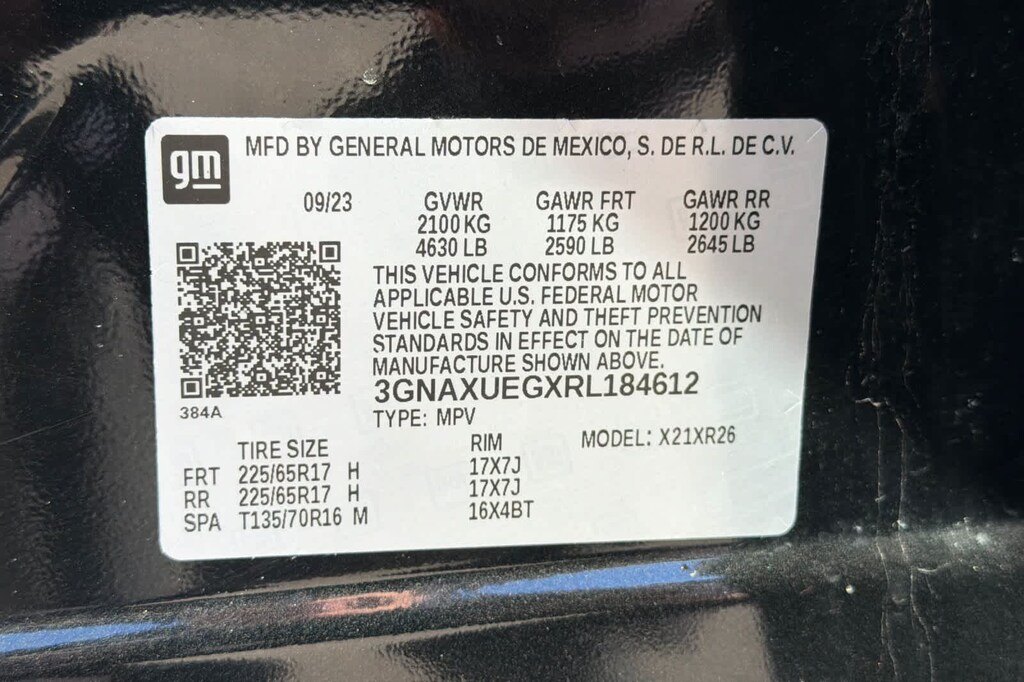 gm
MFD BY GENERAL MOTORS DE MEXICO, S. DE R.L. DE C.V.
09/23 GVWR GAWR FRT GAWR RR
2100 KG 1175 KG 1200 KG
4630 LB 2590 LB 2645 LB
THIS VEHICLE CONFORMS TO ALL
APPLICABLE U.S. FEDERAL MOTOR
VEHICLE SAFETY AND THEFT PREVENTION
STANDARDS IN EFFECT ON THE DATE OF
MANUFACTURE SHOWN ABOVE.
3GNAXUEGXRL184612
384A
TYPE: MPV
TIRE SIZE RIM MODEL: X21XR26
FRT 225/65R17 H 17X7J
RR 225/65R17 H 17X7J
SPA T135/70R16 M 16X4BT